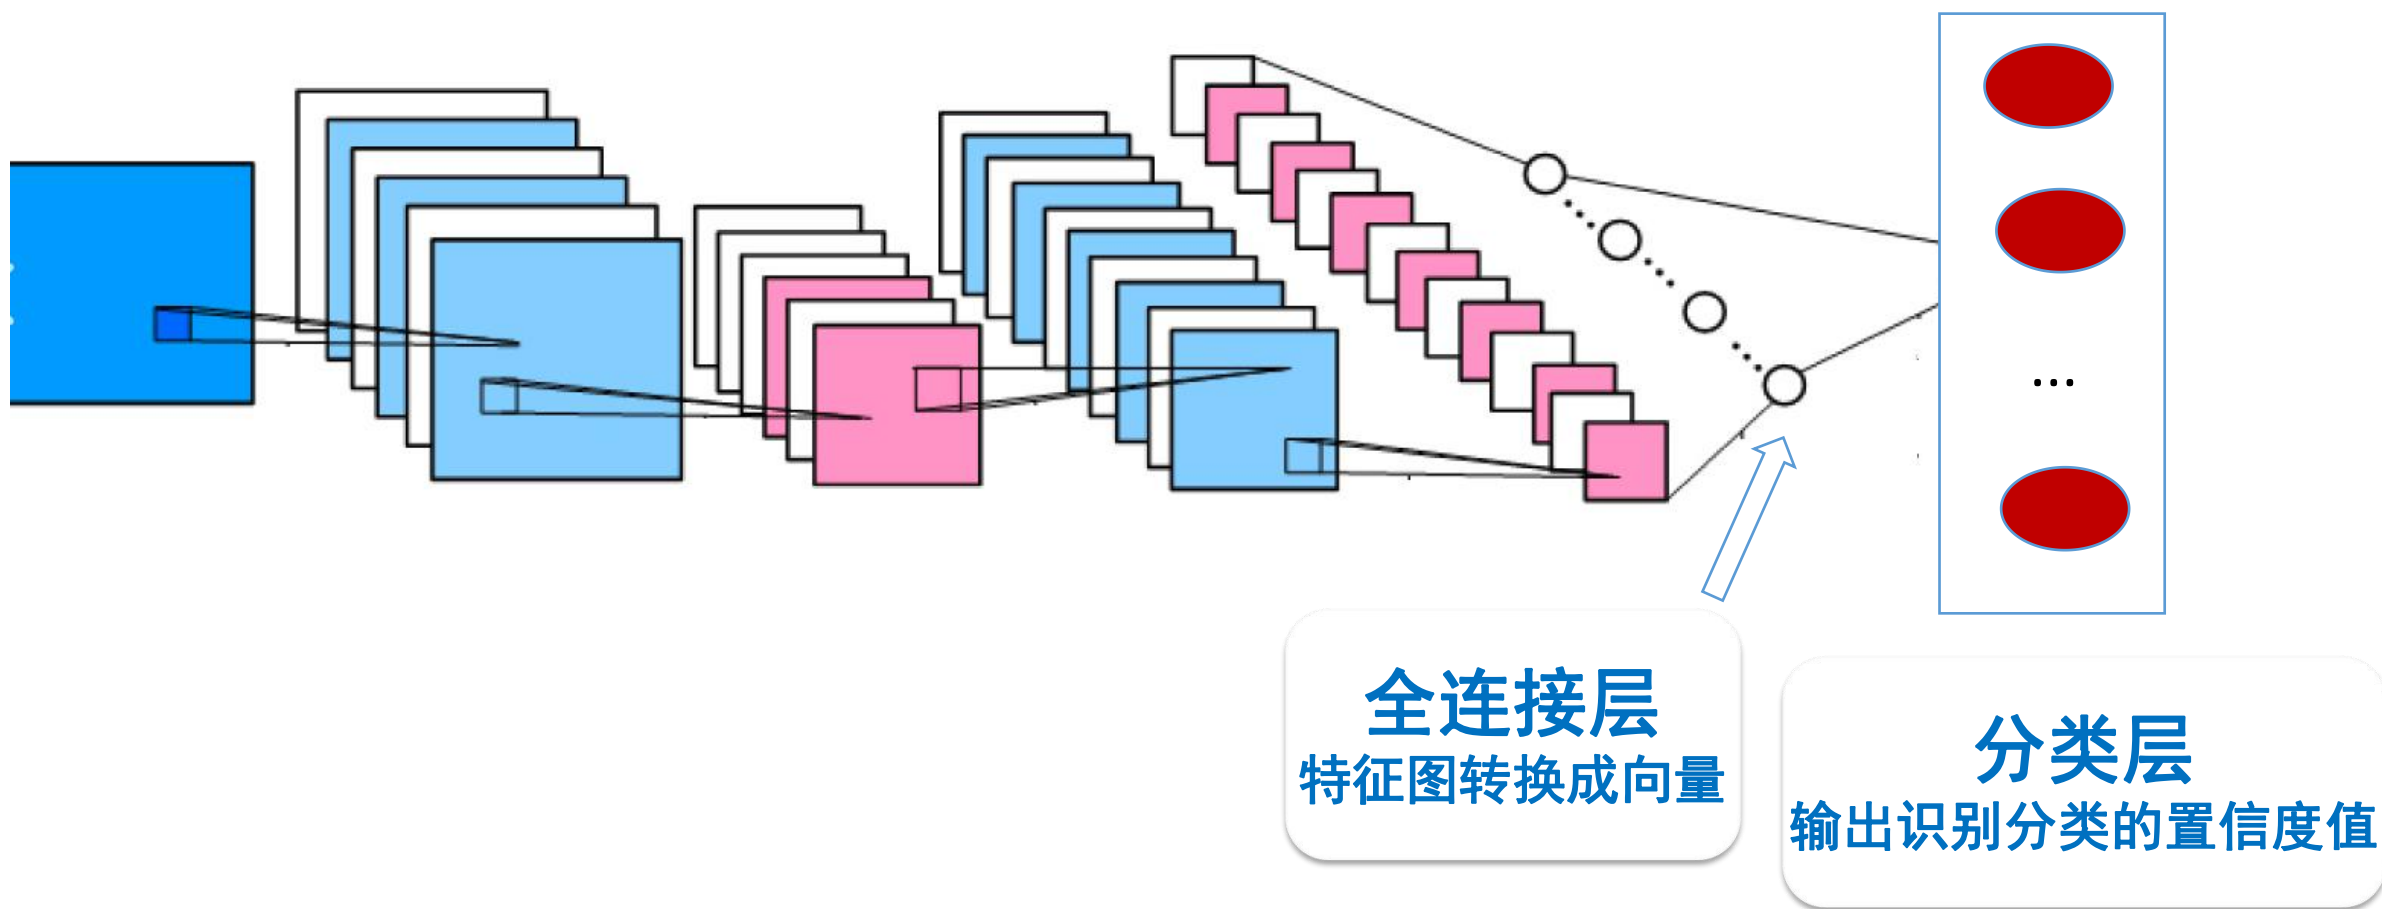 全连接层
特征图转换成向量
分类层
输出识别分类的置信度值
…